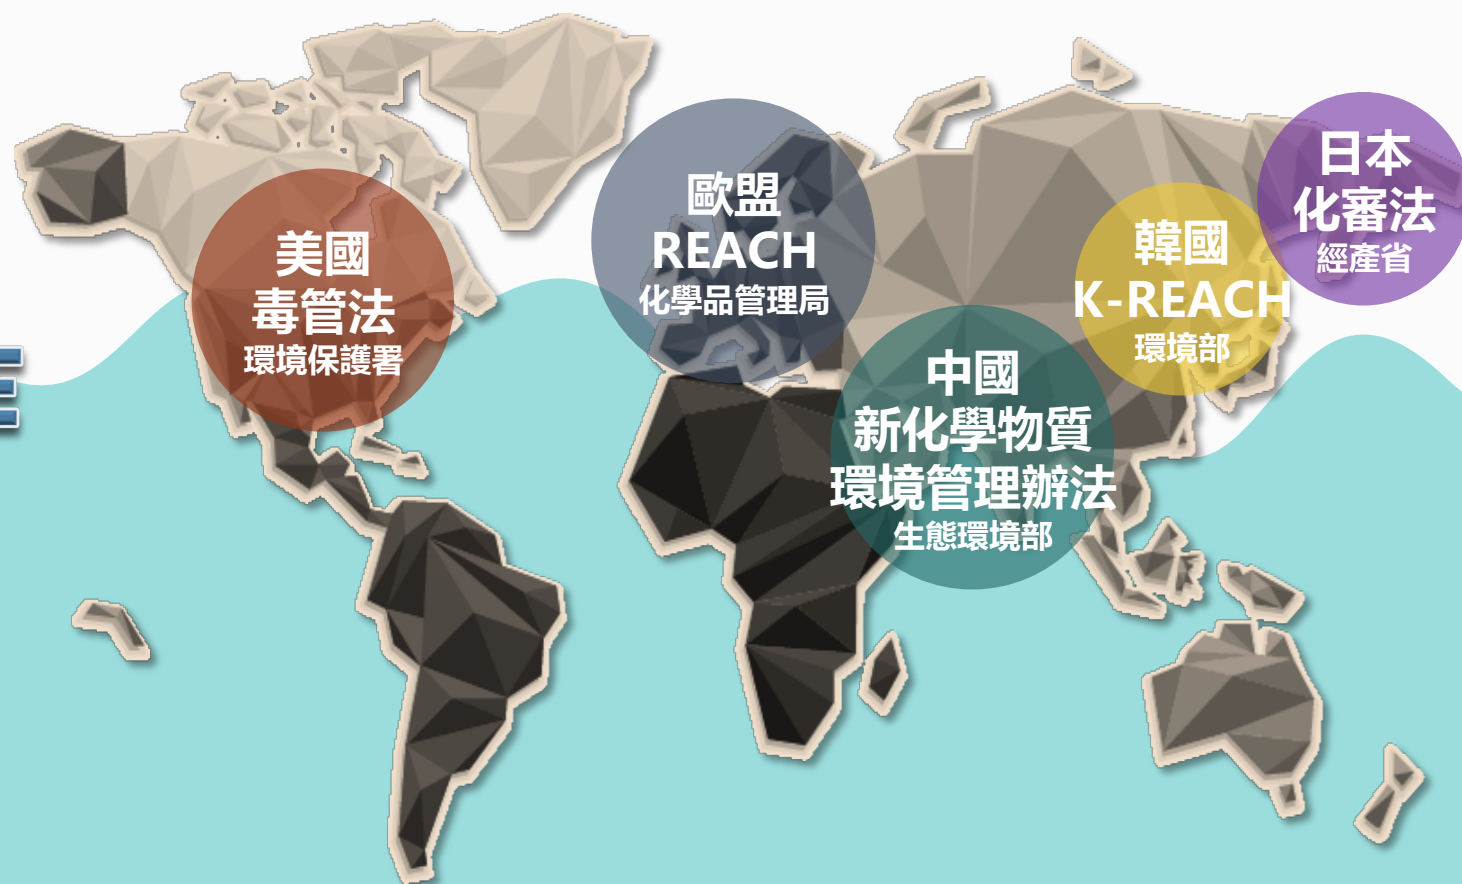 美國
毒管法
環境保護署
歐盟
REACH
化學品管理局
中國
新化學物質
環境管理辦法
生態環境部
韓國
K-REACH
環境部
日本
化審法
經產省